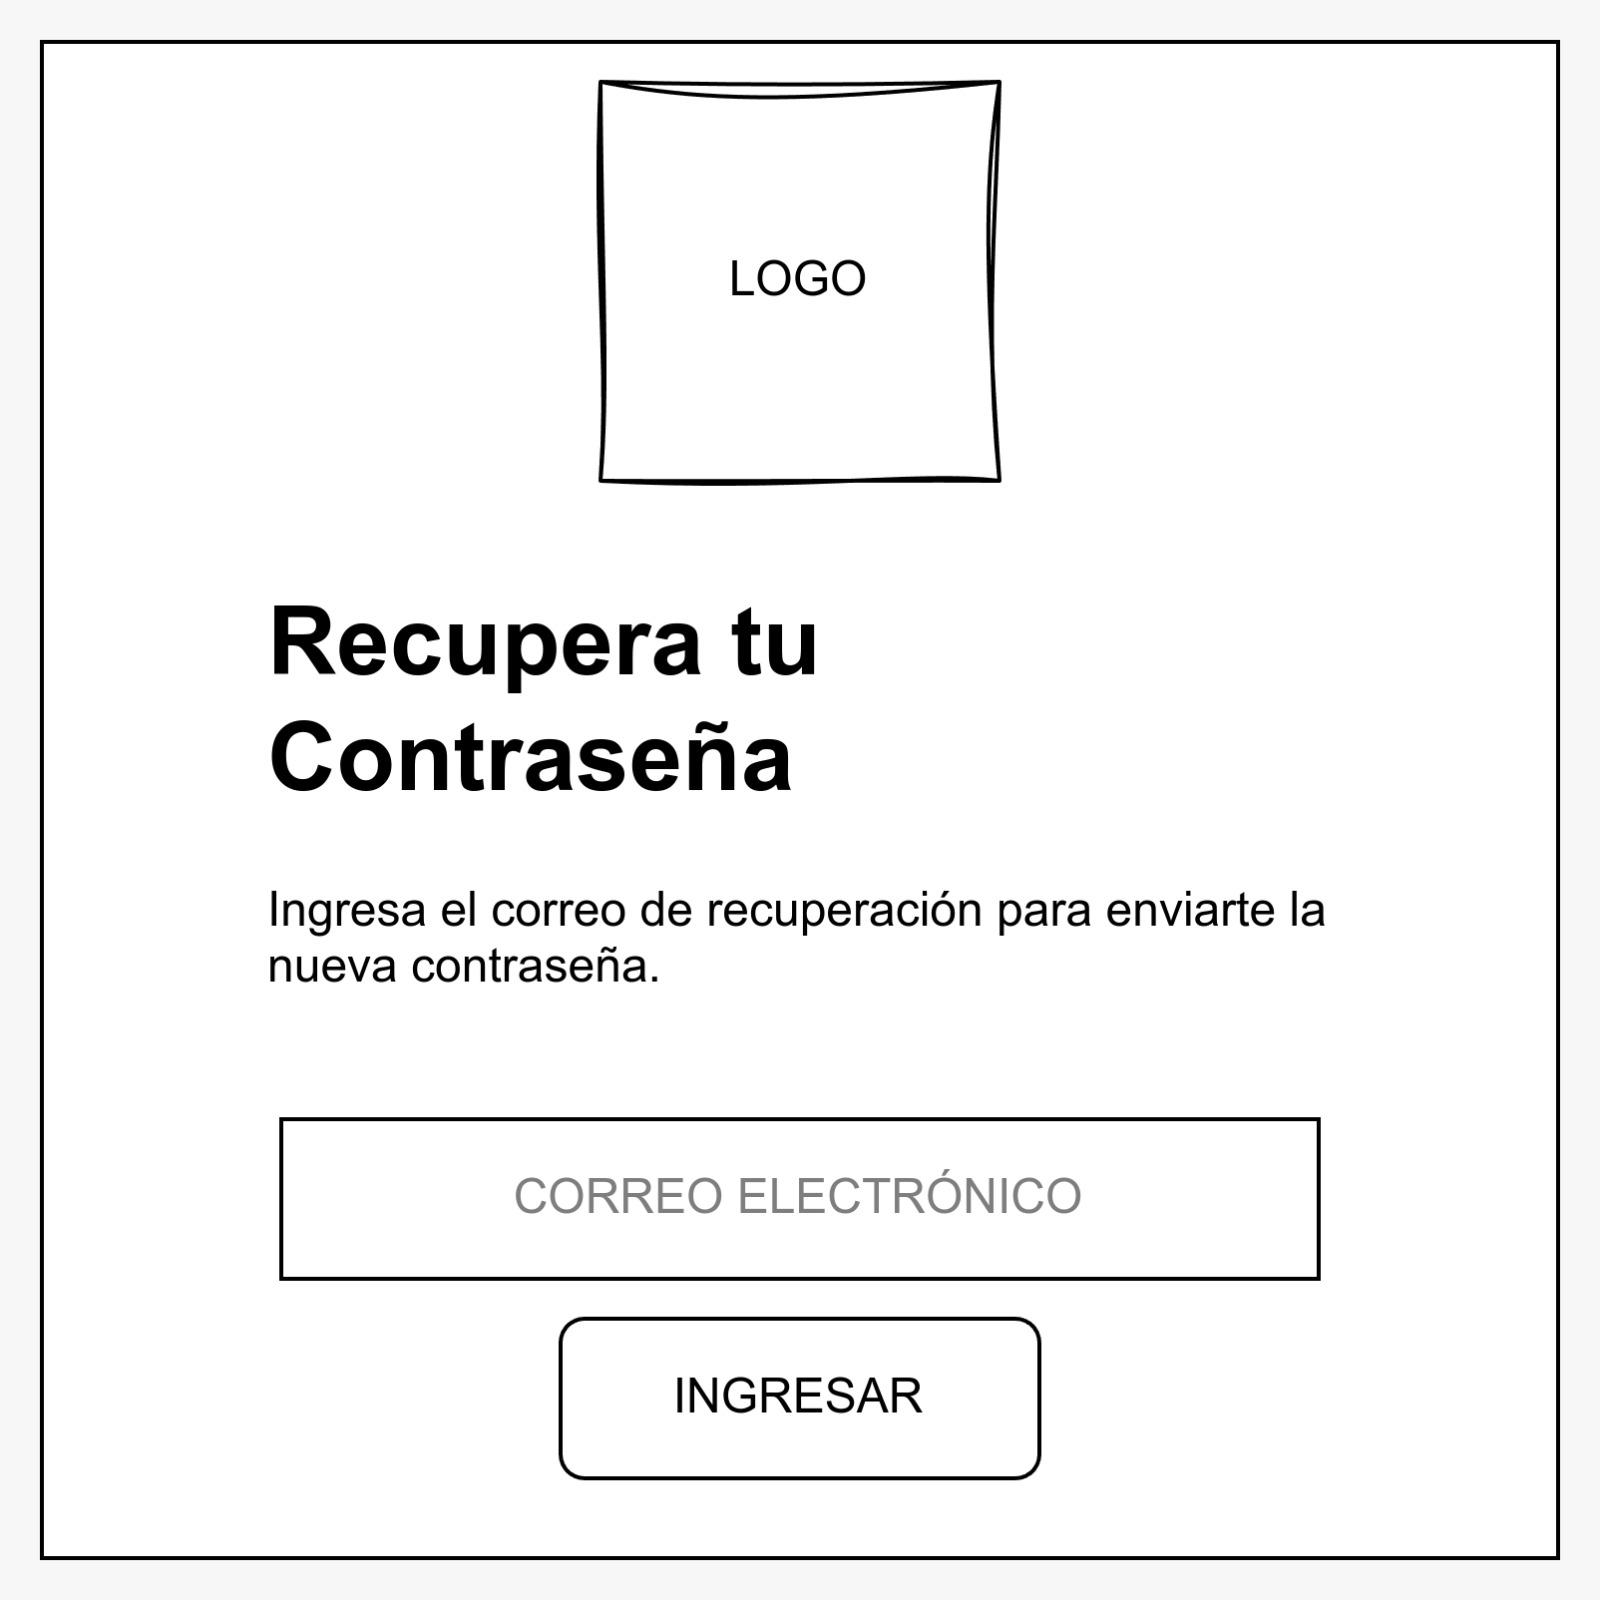 LOGO
Recupera tu
Contraseña
Ingresa el correo de recuperación para enviarte la
nueva contraseña.
CORREO ELECTRÓNICO
INGRESAR